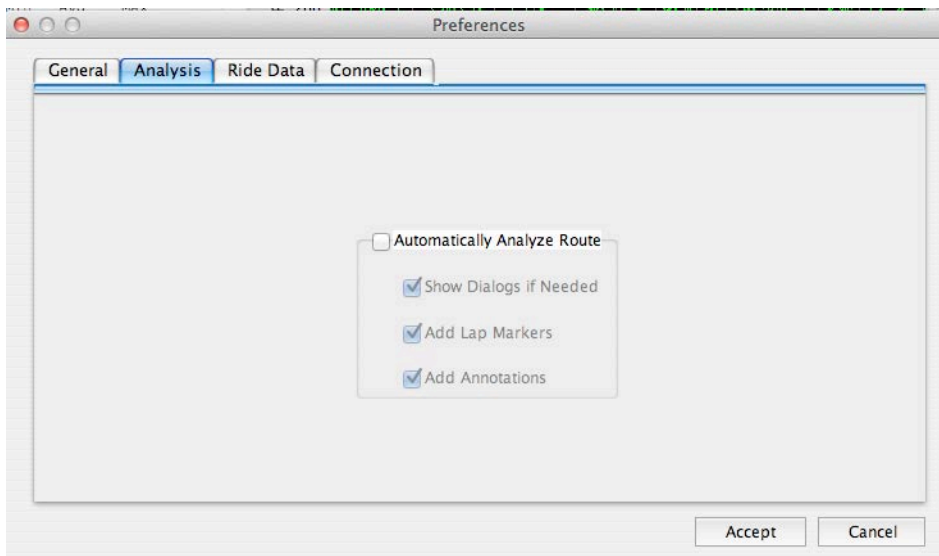 Preferences
General Analysis Ride Data Connection
Automatically Analyze Route
Show Dialogs if Needed
Add Lap Markers
Add Annotations
Accept Cancel